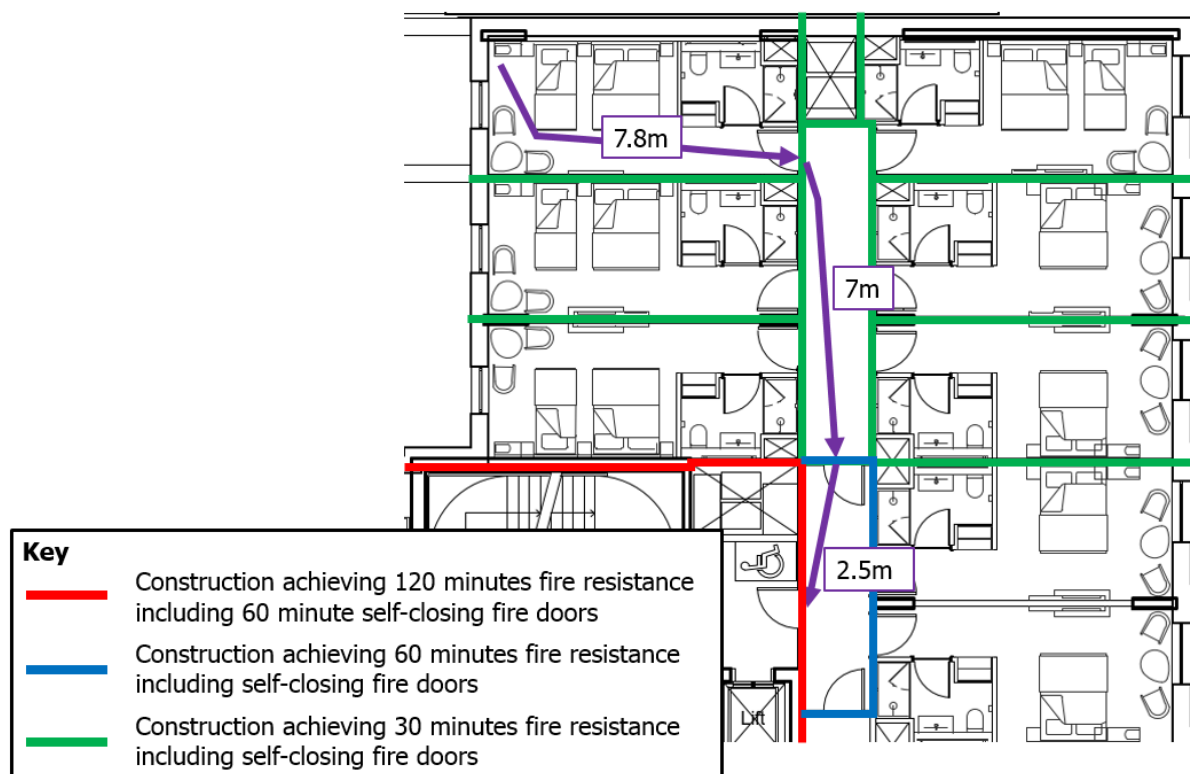 7.8m
7m
2.5m
Key
Construction achieving 120 minutes fire resistance
including 60 minute self-closing fire doors
Construction achieving 60 minutes fire resistance
including self-closing fire doors
Construction achieving 30 minutes fire resistance
including self-closing fire doors
Lift